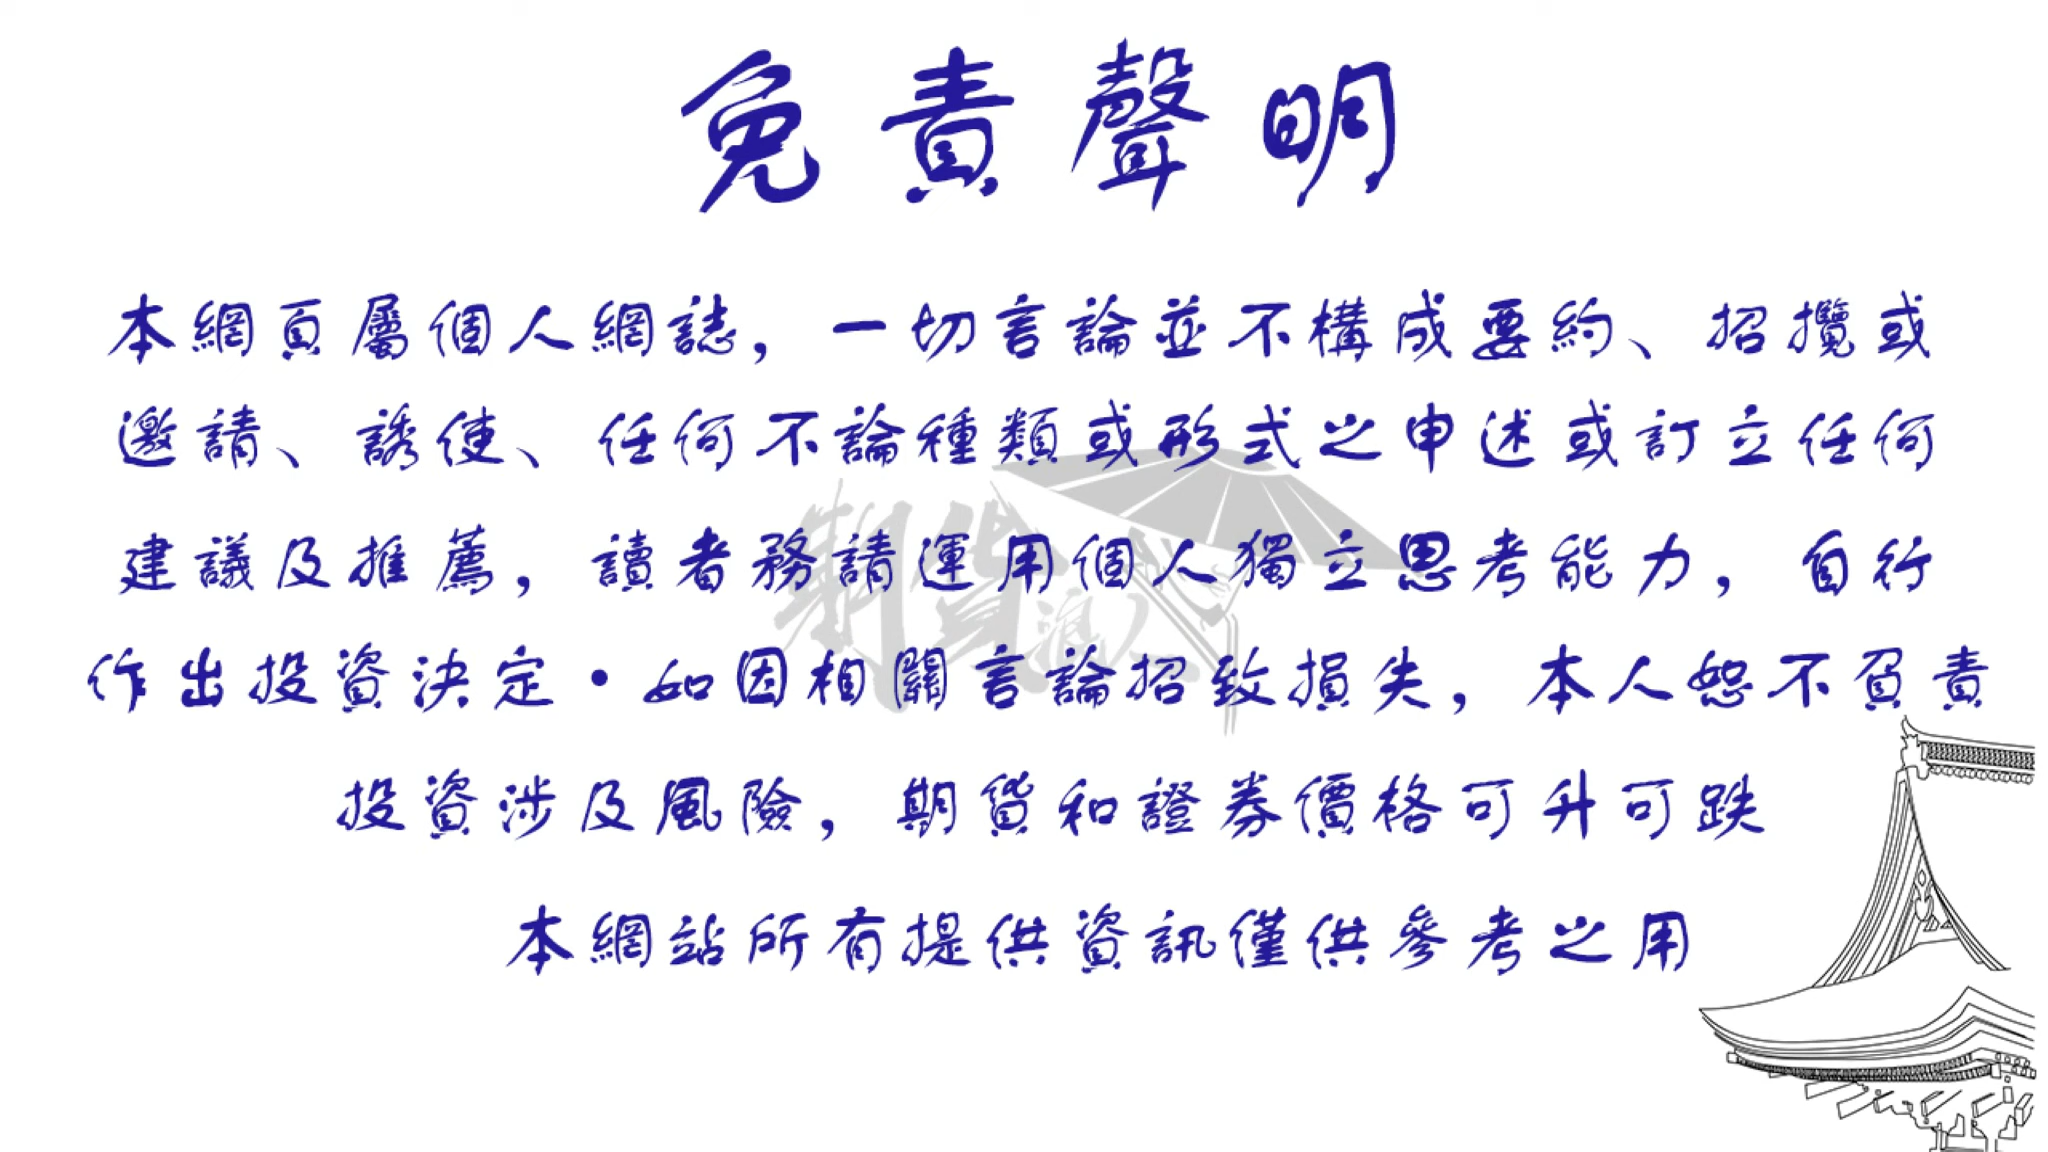 免責聲明
本網頁屬個人網誌，一切言論並不構成要約、招攬或
邀請、誘使、任何不論種類或形式之申述或訂立任何
建議及推薦，讀者務請運用個人獨立思考能力，自行
作出投資決定·如因相關言論招致損失，本人恕不負責
期貨浪人
投資涉及風險，期貨和證券價格可升可跌
本網站所有提供資訊僅供參考之用